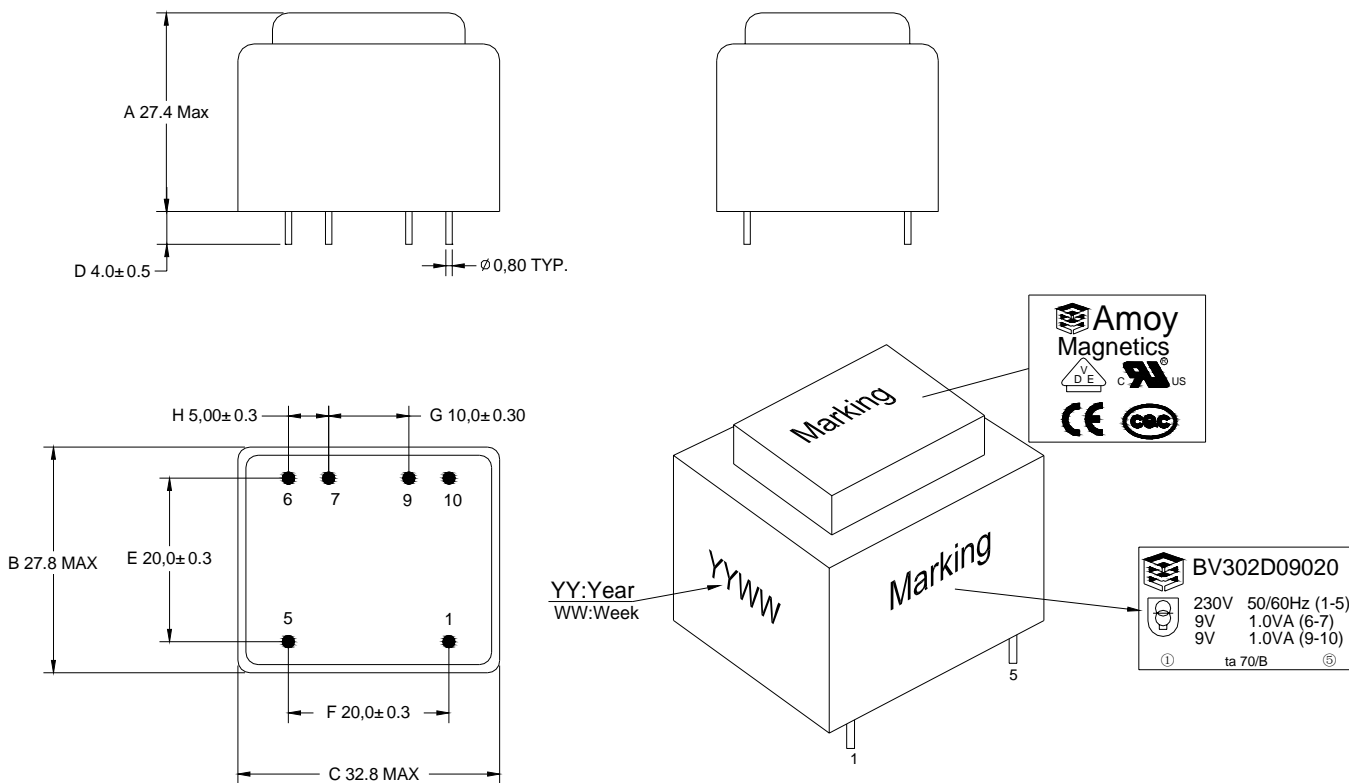 A 27.4 Max
D 4.0± 0.5
Ø 0,80 TYP.
H 5,00± 0.3
G 10,0± 0.30
6
7
9
10
B 27.8 MAX
E 20,0± 0.3
5
1
F 20,0± 0.3
C 32.8 MAX
Marking
YYWW
Marking
YY:Year
WW:Week
5
1
Amoy
Magnetics
®
V
D E
C RU US
CE CQC
BV302D09020
230V 50/60Hz (1-5)
9V 1.0VA (6-7)
9V 1.0VA (9-10)
① ta 70/B ⑤